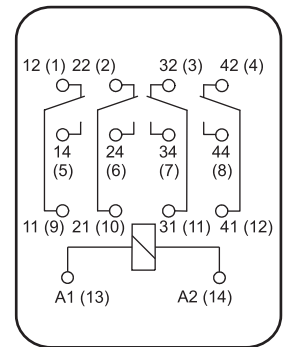 12 (1) 22 (2) 32 (3) 42 (4)
14 24 34 44
(5) (6) (7) (8)
11 (9) 21 (10) 31 (11) 41 (12)
A1 (13) A2 (14)